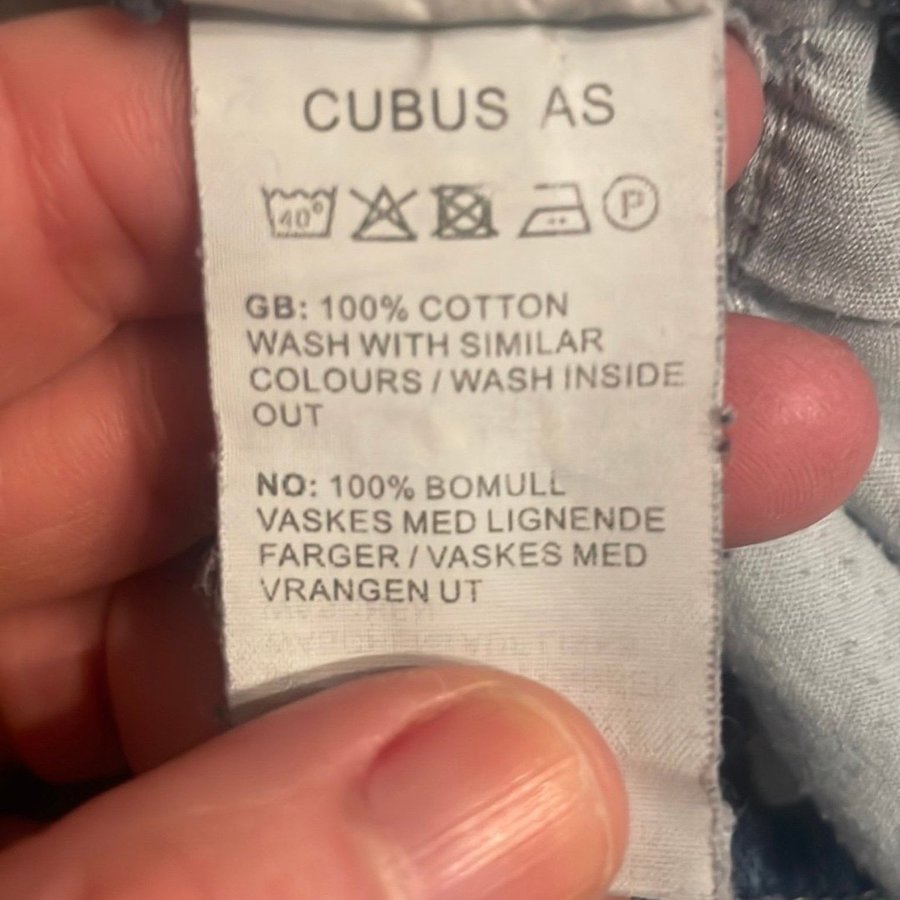 CUBUS AS
40° P
GB: 100% COTTON
WASH WITH SIMILAR
COLOURS / WASH INSIDE
OUT
NO: 100% BOMULL
VASKES MED LIGNENDE
FARGER / VASKES MED
VRANGEN UT